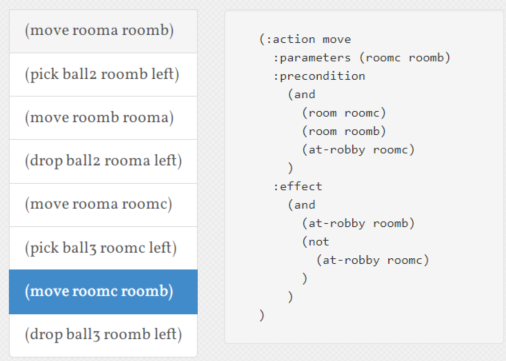 (move rooma roomb)
(pick ball2 roomb left)
(move roomb rooma)
(drop ball2 rooma left)
(move rooma roomc)
(pick ball3 roomc left)
(move roomc roomb)
(drop ball3 roomb left)
(:action move
  :parameters (roomc roomb)
  :precondition
    (and
      (room roomc)
      (room roomb)
      (at-robby roomc)
    )
  :effect
    (and
      (at-robby roomb)
      (not
        (at-robby roomc)
      )
    )
)